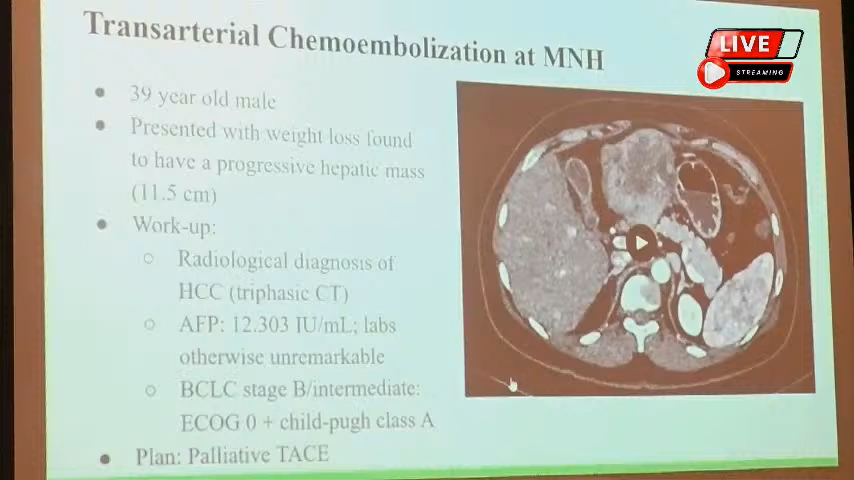 Transarterial Chemoembolization at MNH
LIVE
STREAMING
● 39 year old male
● Presented with weight loss found
to have a progressive hepatic mass
(11.5 cm)
● Work-up:
○ Radiological diagnosis of
HCC (triphasic CT)
○ AFP: 12.303 IU/mL; labs
otherwise unremarkable
○ BCLC stage B/intermediate:
ECOG 0 + child-pugh class A
● Plan: Palliative TACE